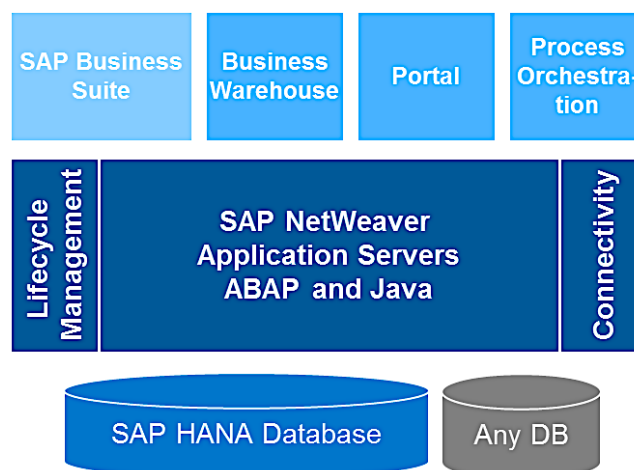 SAP Business
Suite
Business
Warehouse
Portal
Process
Orchestra-
tion
Lifecycle
Management
SAP NetWeaver
Application Servers
ABAP and Java
Connectivity
SAP HANA Database
Any DB